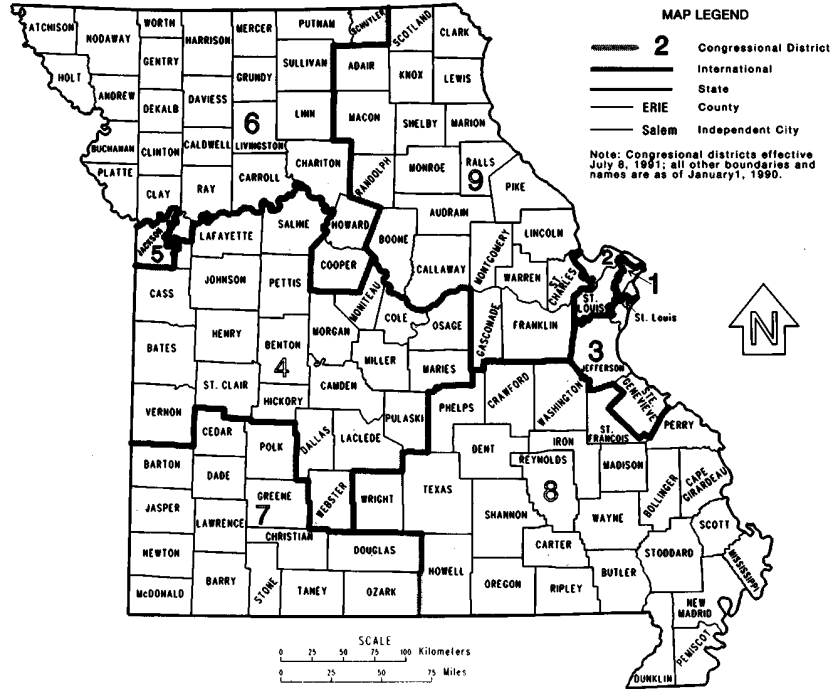 MAP LEGEND
2 Congressional District
International
State
ERIE County
Salem Independent City
Note: Congresional districts effective
July 8, 1991; all other boundaries and
names are as of January1, 1990.
N
ATCHISON
NODAWAY
WORTH
HARRISON
MERCER
PUTNAM
SCHUYLER
SCOTLAND
CLARK
GENTRY
SULLIVAN
ADAIR
KNOX
LEWIS
HOLT
GRUNDY
ANDREW
DEKALB
DAVIESS
LINN
MACON
SHELBY
MARION
6
BUCHANAN
CLINTON
CALDWELL
LIVINGSTON
CHARITON
RANDOLPH
MONROE
RALLS
9
PLATTE
CLAY
RAY
CARROLL
PIKE
AUDRAIN
JACKSON
5
LAFAYETTE
SALINE
HOWARD
BOONE
CALLAWAY
MONTGOMERY
LINCOLN
WARREN
ST. CHARLES
2
1
ST. LOUIS
St. Louis
CASS
JOHNSON
PETTIS
COOPER
MONITEAU
COLE
OSAGE
GASCONADE
FRANKLIN
3
JEFFERSON
BATES
HENRY
BENTON
4
MORGAN
MILLER
MARIES
ST. CLAIR
CAMDEN
HICKORY
VERNON
PULASKI
PHELPS
CRAWFORD
WASHINGTON
STE. GENEVIEVE
CEDAR
POLK
DALLAS
LACLEDE
DENT
IRON
ST. FRANCOIS
PERRY
BARTON
DADE
REYNOLDS
MADISON
8
BOLLINGER
CAPE GIRARDEAU
GREENE
7
WEBSTER
WRIGHT
TEXAS
JASPER
LAWRENCE
SHANNON
WAYNE
SCOTT
CHRISTIAN
DOUGLAS
CARTER
STODDARD
MISSISSIPPI
NEWTON
HOWELL
OREGON
RIPLEY
BUTLER
McDONALD
BARRY
STONE
TANEY
OZARK
NEW MADRID
PEMISCOT
DUNKLIN
SCALE
0 25 50 75 100 Kilometers
0 25 50 75 Miles